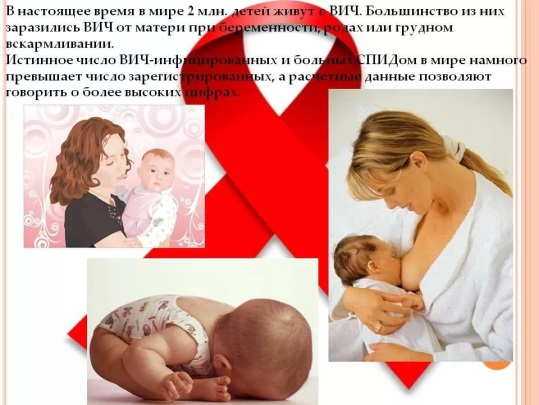 В настоящее время в мире 2 млн. детей живут с ВИЧ. Большинство из них
заразились ВИЧ от матери при беременности, родах или грудном
вскармливании.
Истинное число ВИЧ-инфицированных и больных СПИДом в мире намного
превышает число зарегистрированных, а расчетные данные позволяют
говорить о более высоких цифрах.